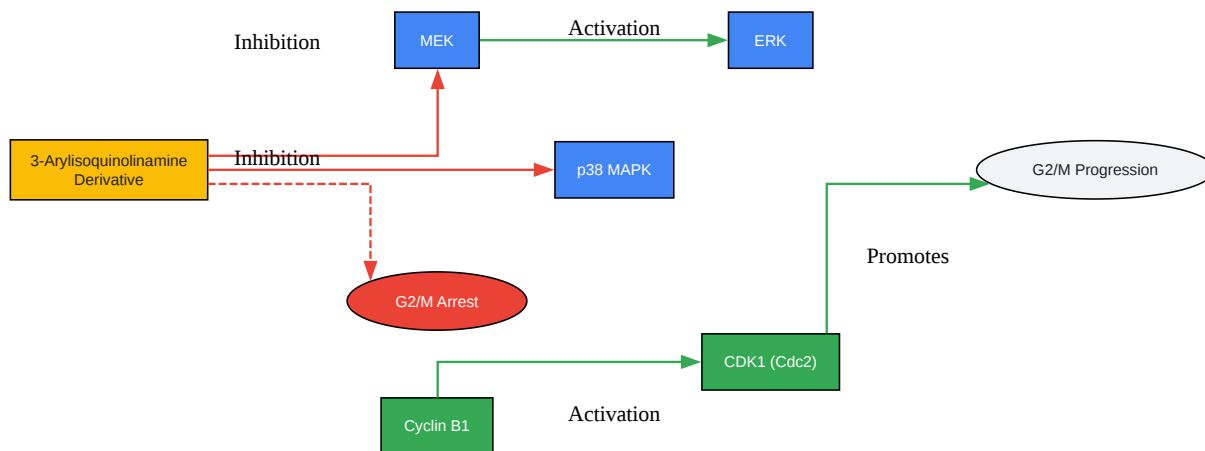 Inhibition
MEK
Activation
ERK
3-Arylisoquinolinamine
Derivative
Inhibition
p38 MAPK
G2/M Progression
Promotes
G2/M Arrest
CDK1 (Cdc2)
Cyclin B1
Activation